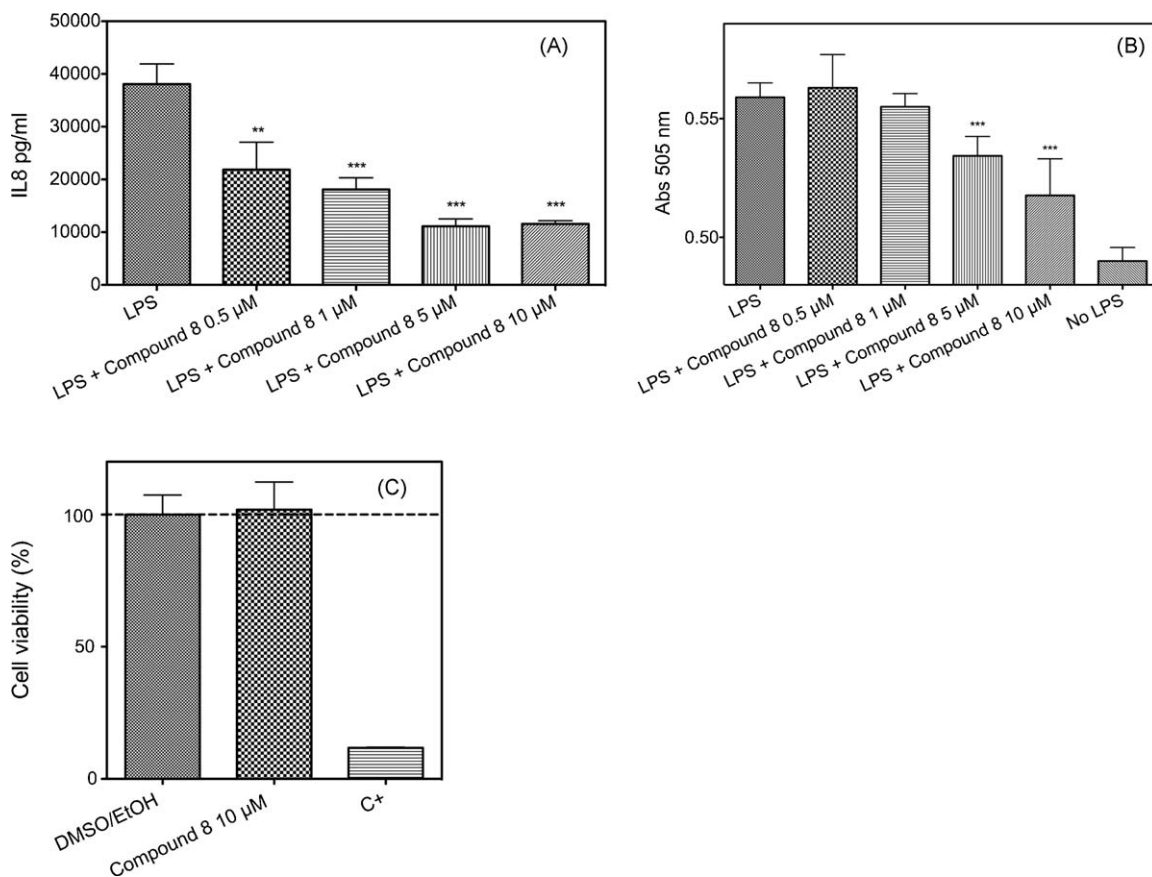 (A)
IL8 pg/ml
50000
40000
30000
20000
10000
0
**
***
***
***
LPS
LPS + Compound 8 0.5 µM
LPS + Compound 8 1 µM
LPS + Compound 8 5 µM
LPS + Compound 8 10 µM
(B)
Abs 505 nm
0.55
0.50
***
***
LPS
LPS + Compound 8 0.5 µM
LPS + Compound 8 1 µM
LPS + Compound 8 5 µM
LPS + Compound 8 10 µM
No LPS
(C)
Cell viability (%)
100
50
0
DMSO/EtOH
Compound 8 10 µM
C+